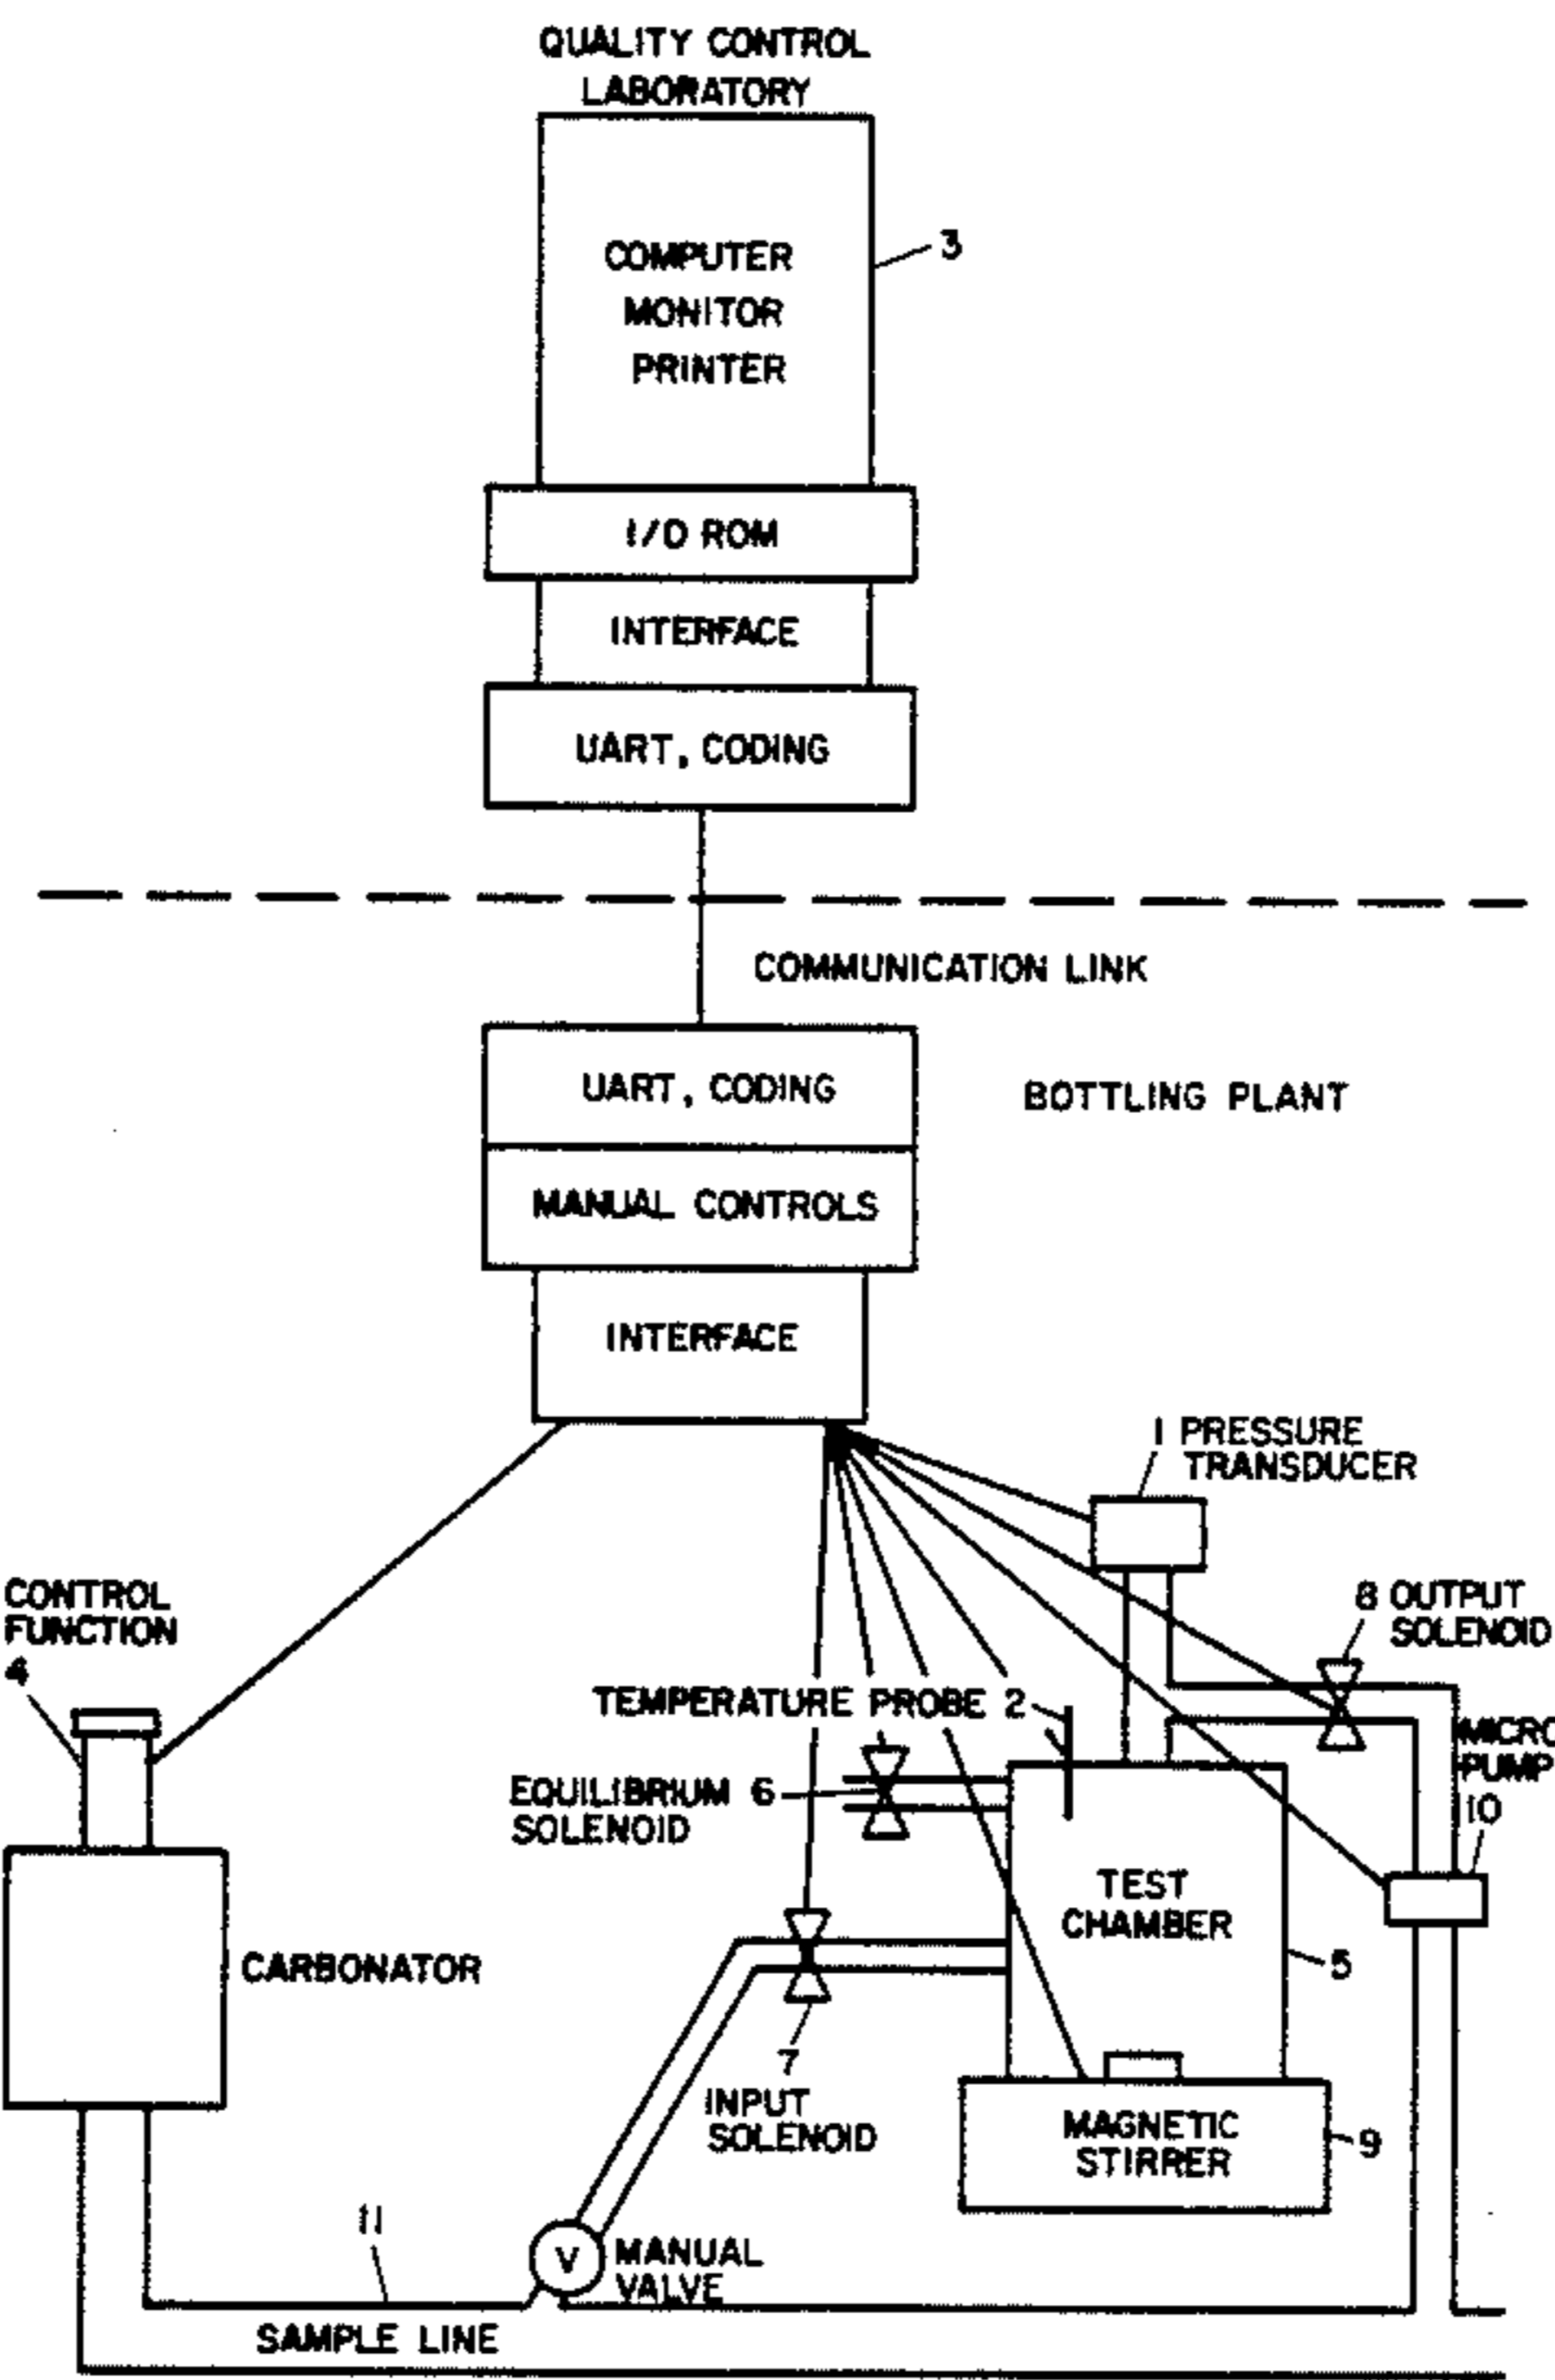 QUALITY CONTROL
LABORATORY
COMPUTER
MONITOR
PRINTER
3
I/O ROM
INTERFACE
UART, CODING
COMMUNICATION LINK
UART, CODING
BOTTLING PLANT
MANUAL CONTROLS
INTERFACE
1 PRESSURE
TRANSDUCER
CONTROL
FUNCTION
4
8 OUTPUT
SOLENOID
TEMPERATURE PROBE 2
MICRO
PUMP
10
EQUILIBRIUM 6
SOLENOID
TEST
CHAMBER
5
CARBONATOR
7
INPUT
SOLENOID
MAGNETIC
STIRRER
9
11
V
MANUAL
VALVE
SAMPLE LINE